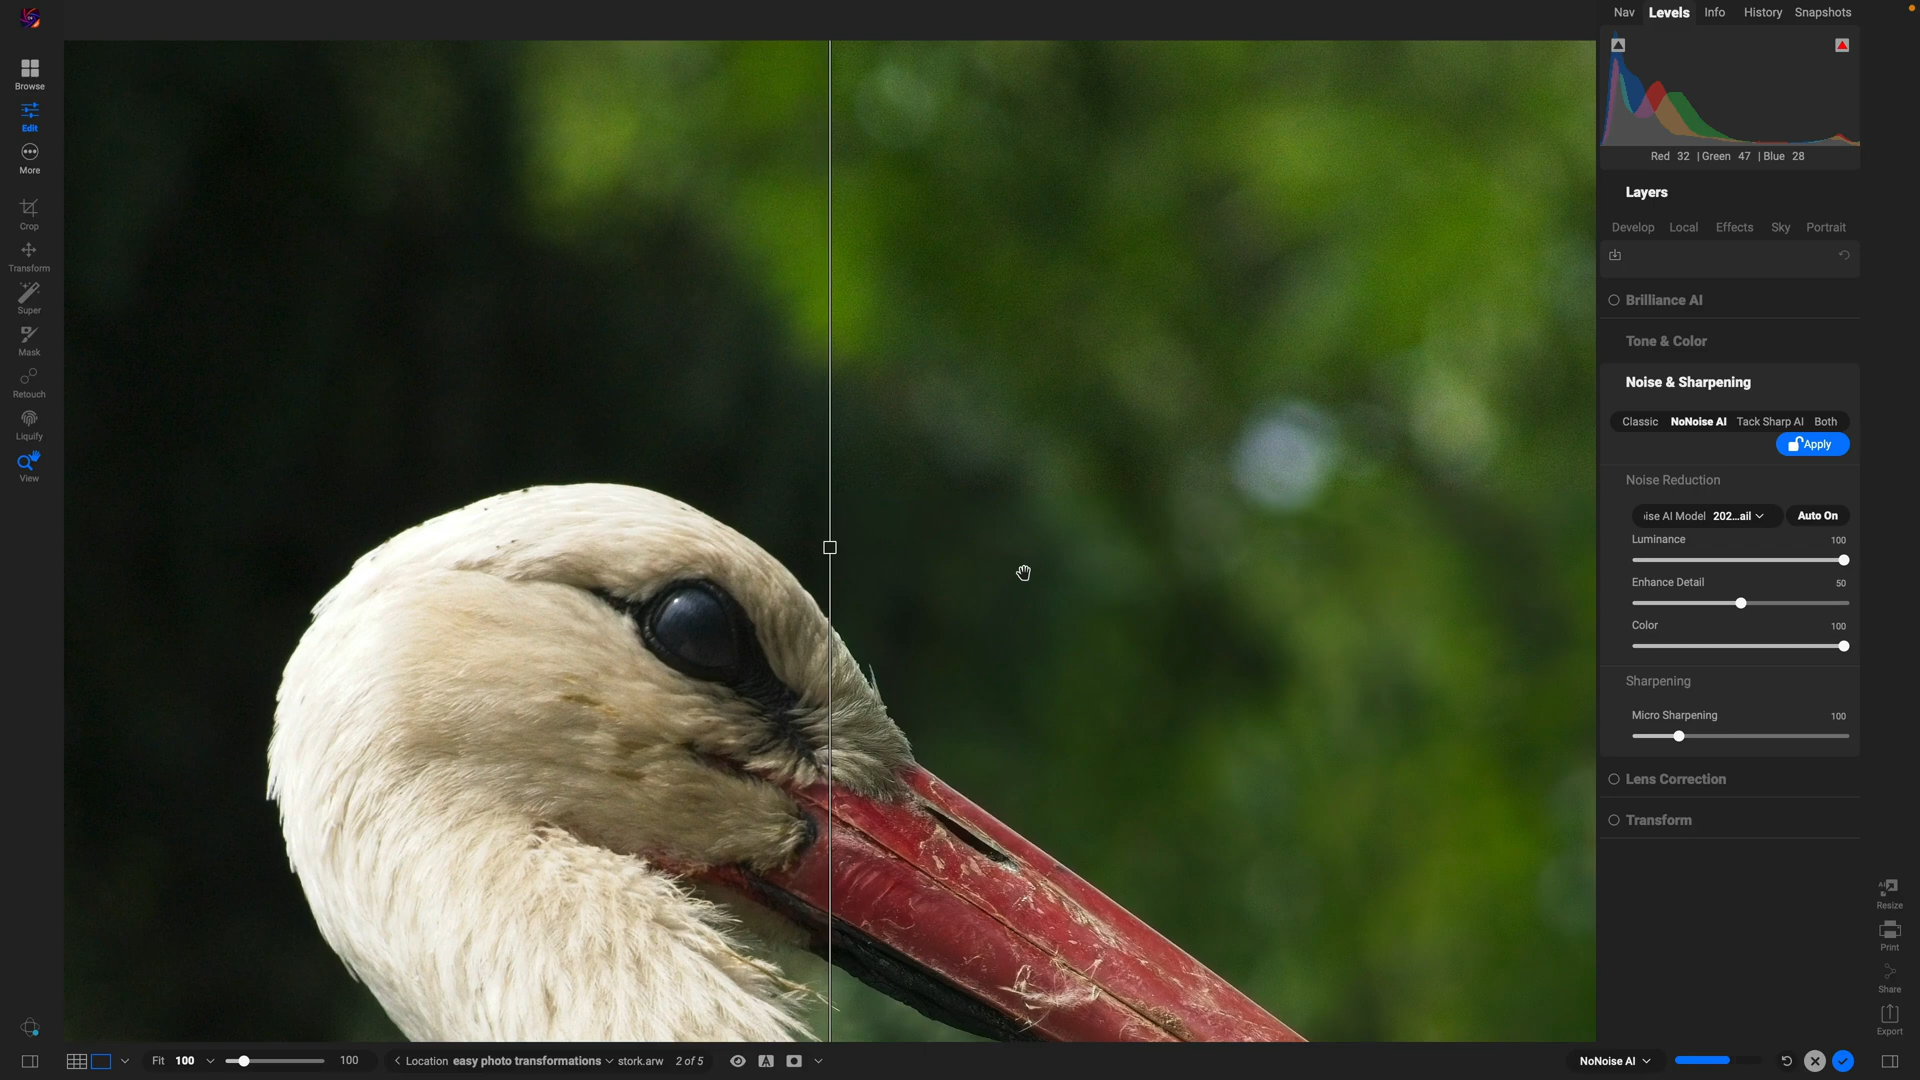 Nav Levels Info History Snapshots
Browse
Edit
More
Crop
Transform
Super
Mask
Retouch
Liquify
View
Red 32 | Green 47 | Blue 28
Layers
Develop Local Effects Sky Portrait
Brilliance AI
Tone & Color
Noise & Sharpening
Classic NoNoise AI Tack Sharp AI Both
Apply
Noise Reduction
ise AI Model 202...ail Auto On
Luminance 100
Enhance Detail 50
Color 100
Sharpening
Micro Sharpening 100
Lens Correction
Transform
AI
Resize
Print
Share
Export
Fit 100 100 Location easy photo transformations stork.arw 2 of 5 A NoNoise AI